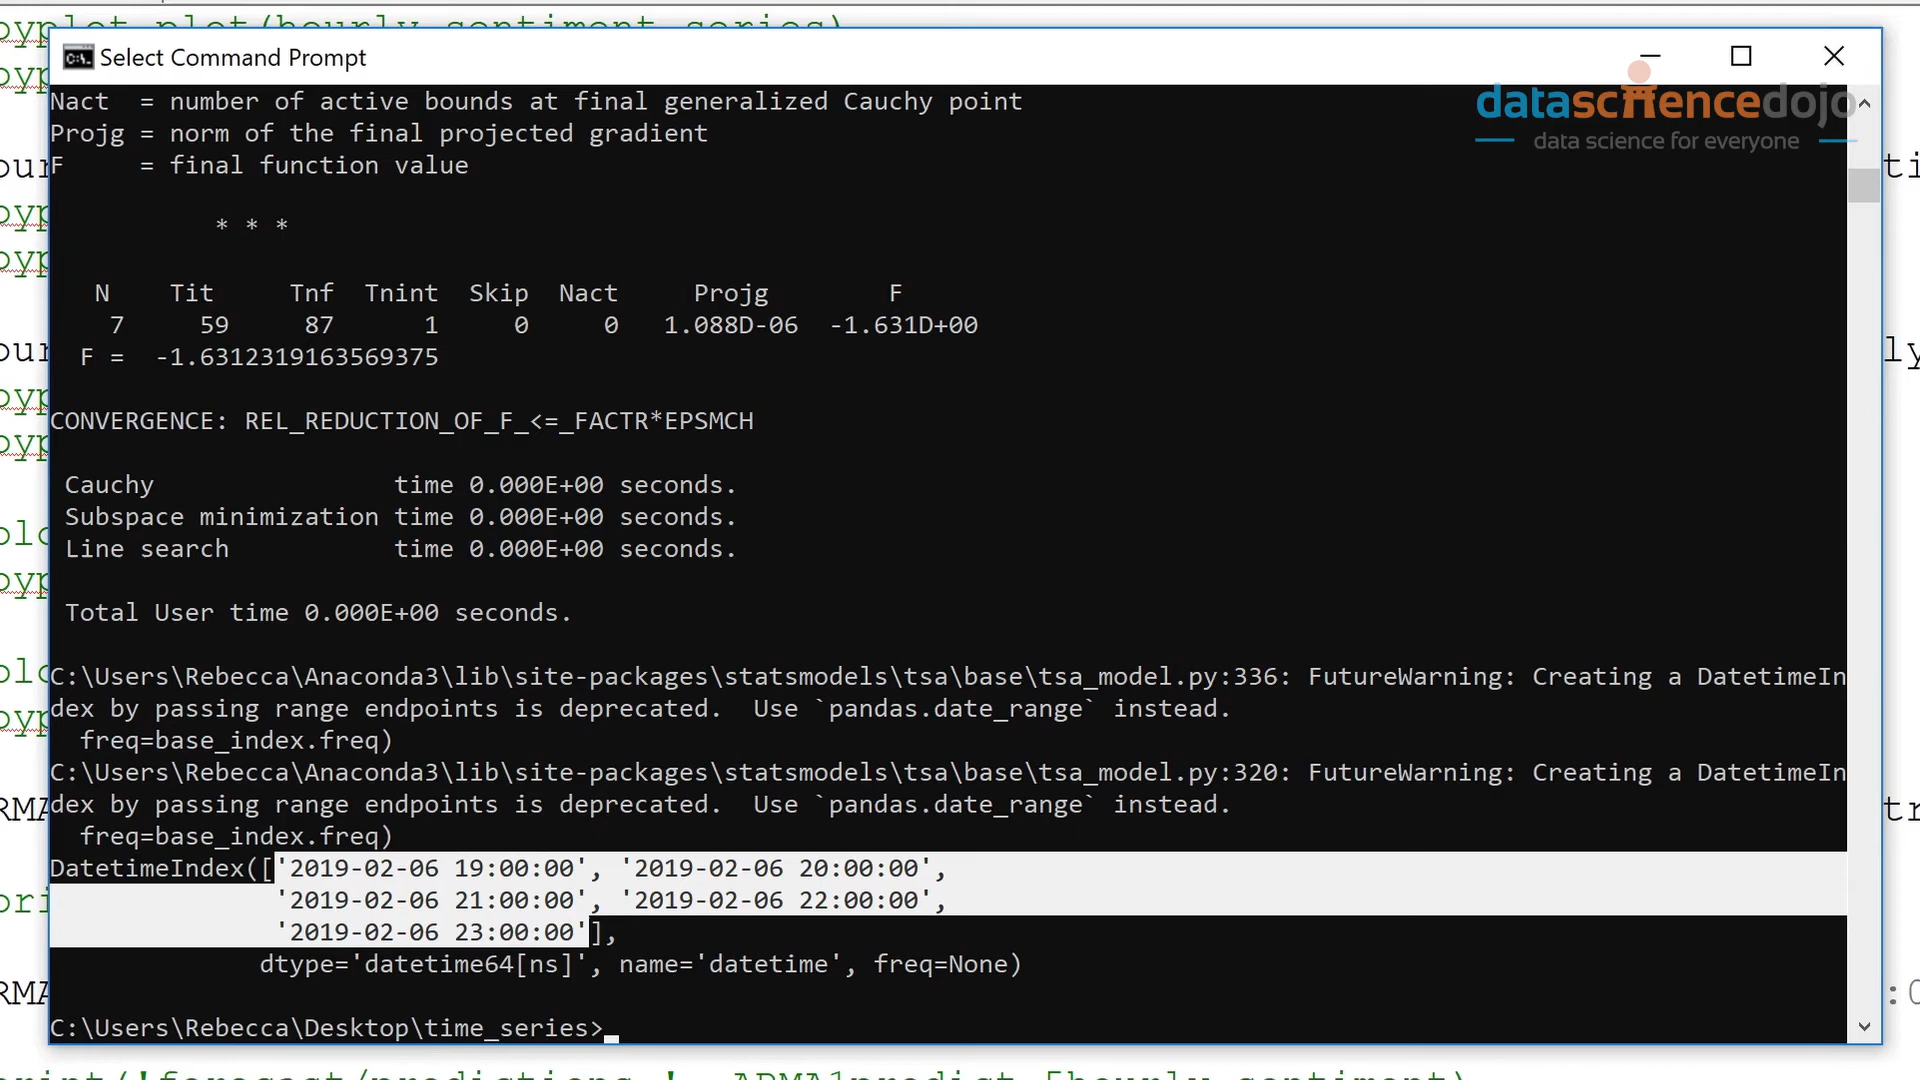 pyplot.plot(hourly_sentiment_series)
Select Command Prompt
datasciencedojo
data science for everyone
Nact  = number of active bounds at final generalized Cauchy point
Projg = norm of the final projected gradient
F     = final function value
* * *
N    Tit     Tnf  Tnint  Skip  Nact     Projg        F
7     59      87      1     0     0   1.088D-06  -1.631D+00
F =  -1.6312319163569375
CONVERGENCE: REL_REDUCTION_OF_F_<=_FACTR*EPSMCH
Cauchy                time 0.000E+00 seconds.
Subspace minimization time 0.000E+00 seconds.
Line search           time 0.000E+00 seconds.
Total User time 0.000E+00 seconds.
C:\Users\Rebecca\Anaconda3\lib\site-packages\statsmodels\tsa\base\tsa_model.py:336: FutureWarning: Creating a DatetimeIn
dex by passing range endpoints is deprecated.  Use `pandas.date_range` instead.
freq=base_index.freq)
C:\Users\Rebecca\Anaconda3\lib\site-packages\statsmodels\tsa\base\tsa_model.py:320: FutureWarning: Creating a DatetimeIn
dex by passing range endpoints is deprecated.  Use `pandas.date_range` instead.
freq=base_index.freq)
DatetimeIndex(['2019-02-06 19:00:00', '2019-02-06 20:00:00',
'2019-02-06 21:00:00', '2019-02-06 22:00:00',
'2019-02-06 23:00:00'],
dtype='datetime64[ns]', name='datetime', freq=None)
C:\Users\Rebecca\Desktop\time_series>